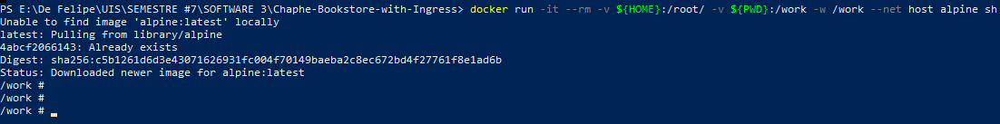 PS E:\De Felipe\UIS\SEMESTRE #7\SOFTWARE 3\Chaphe-Bookstore-with-Ingress> docker run -it --rm -v ${HOME}:/root/ -v ${PWD}:/work -w /work --net host alpine sh
Unable to find image 'alpine:latest' locally
latest: Pulling from library/alpine
4abcf2066143: Already exists
Digest: sha256:c5b1261d6d3e43071626931fc004f70149baeba2c8ec672bd4f27761f8e1ad6b
Status: Downloaded newer image for alpine:latest
/work #
/work #
/work #